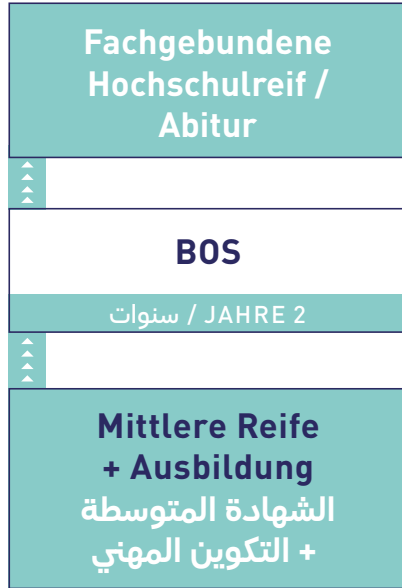 Fachgebundene
Hochschulreif /
Abitur
BOS
2 JAHRE / سنوات
Mittlere Reife
+ Ausbildung
الشهادة المتوسطة
+ التكوين المهني